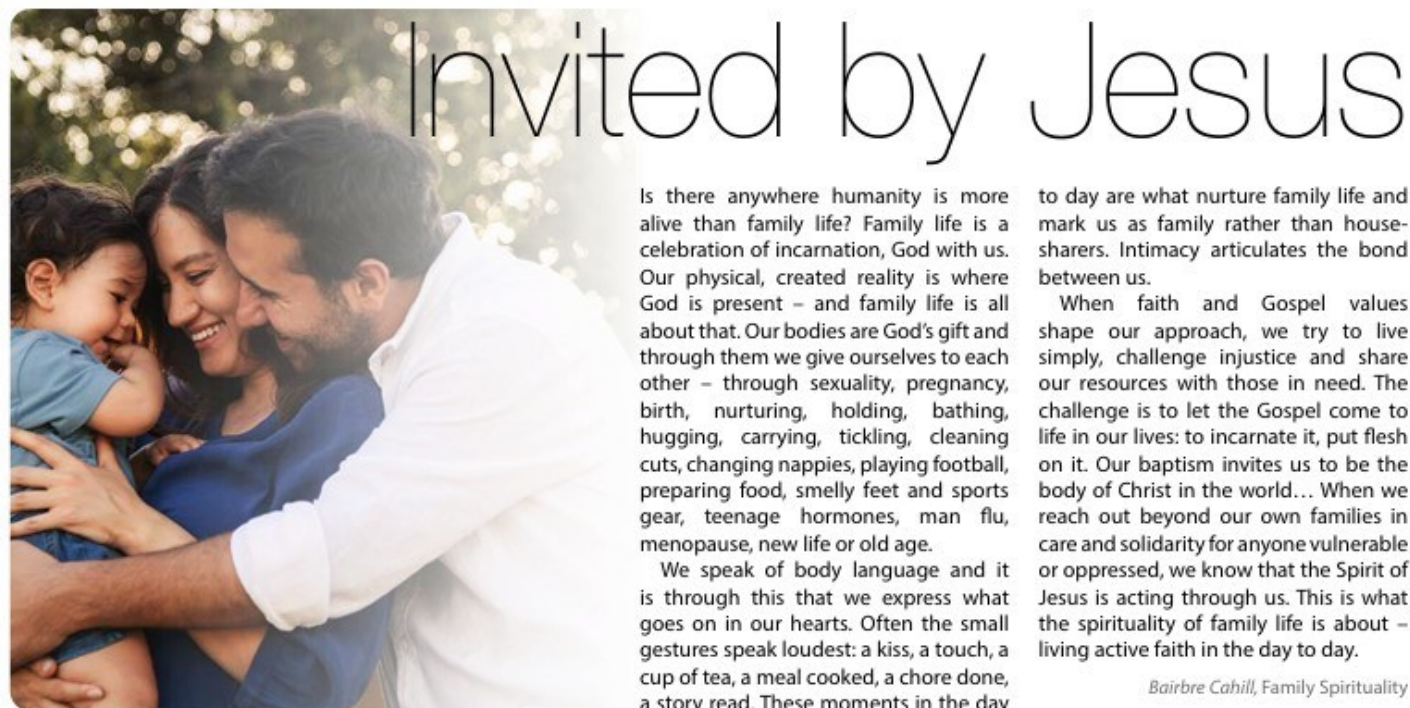 Invited by Jesus
Is there anywhere humanity is more
alive than family life? Family life is a
celebration of incarnation, God with us.
Our physical, created reality is where
God is present – and family life is all
about that. Our bodies are God's gift and
through them we give ourselves to each
other – through sexuality, pregnancy,
birth, nurturing, holding, bathing,
hugging, carrying, tickling, cleaning
cuts, changing nappies, playing football,
preparing food, smelly feet and sports
gear, teenage hormones, man flu,
menopause, new life or old age.
We speak of body language and it
is through this that we express what
goes on in our hearts. Often the small
gestures speak loudest: a kiss, a touch, a
cup of tea, a meal cooked, a chore done,
a story read. These moments in the day
to day are what nurture family life and
mark us as family rather than house-
sharers. Intimacy articulates the bond
between us.
When faith and Gospel values
shape our approach, we try to live
simply, challenge injustice and share
our resources with those in need. The
challenge is to let the Gospel come to
life in our lives: to incarnate it, put flesh
on it. Our baptism invites us to be the
body of Christ in the world… When we
reach out beyond our own families in
care and solidarity for anyone vulnerable
or oppressed, we know that the Spirit of
Jesus is acting through us. This is what
the spirituality of family life is about –
living active faith in the day to day.
Bairbre Cahill, Family Spirituality